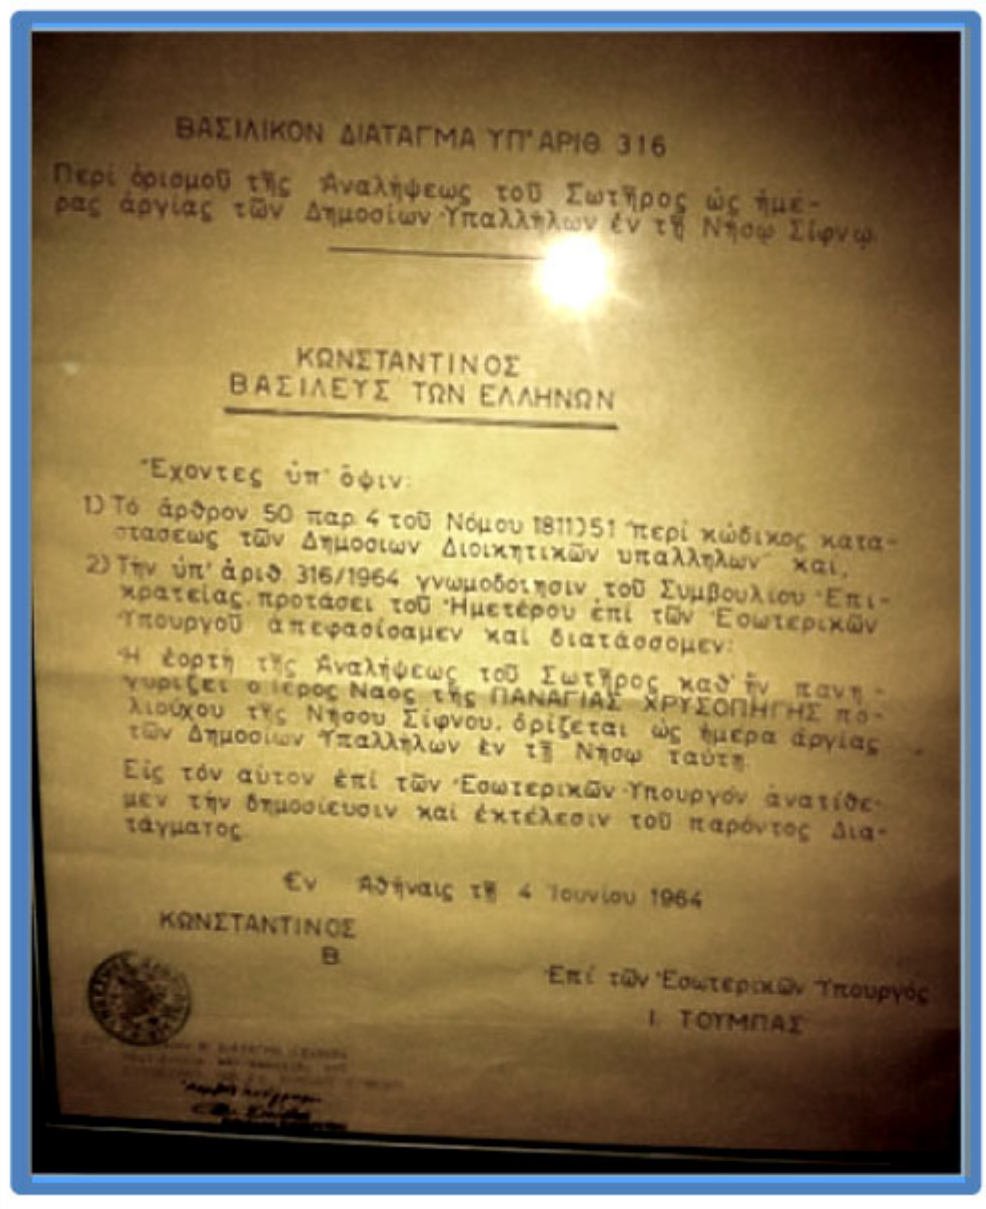 ΒΑΣΙΛΙΚΟΝ ΔΙΑΤΑΓΜΑ ΥΠ' ΑΡΙΘ. 316
Περί ὁρισμοῦ τῆς Ἀναλήψεως τοῦ Σωτῆρος ὡς ἡμέ-
ρας ἀργίας τῶν Δημοσίων Ὑπαλλήλων ἐν τῇ Νήσῳ Σίφνῳ.
ΚΩΝΣΤΑΝΤΙΝΟΣ
ΒΑΣΙΛΕΥΣ ΤΩΝ ΕΛΛΗΝΩΝ
Ἔχοντες ὑπ' ὄψιν:
1) Τό ἄρθρον 50 παρ. 4 τοῦ Νόμου 1811)51 "περί κώδικος κατα-
στασεως τῶν Δημοσιων Διοικητικῶν υπαλληλων" καί,
2) Τήν ὑπ' ἀριθ. 316/1964 γνωμοδότησιν τοῦ Συμβουλίου Ἐπι-
κρατείας, προτάσει τοῦ Ἡμετέρου ἐπί τῶν Ἐσωτερικῶν
Ὑπουργοῦ ἀπεφασίσαμεν καί διατάσσομεν:
Ἡ ἑορτή τῆς Ἀναλήψεως τοῦ Σωτῆρος καθ' ἥν πανη-
γυρίζει ὁ Ἱερός Ναός τῆς ΠΑΝΑΓΙΑΣ ΧΡΥΣΟΠΗΓΗΣ πο-
λιούχου τῆς Νήσου Σίφνου, ὁρίζεται ὡς ἡμέρα ἀργίας
τῶν Δημοσίων Ὑπαλλήλων ἐν τῇ Νήσῳ ταύτῃ.
Εἰς τόν αὐτον ἐπί τῶν Ἐσωτερικῶν Ὑπουργόν ἀνατίθε-
μεν τήν δημοσίευσιν καί ἐκτέλεσιν τοῦ παρόντος Δια-
τάγματος.
Ἐν Ἀθήναις τῇ 4 Ἰουνίου 1964
ΚΩΝΣΤΑΝΤΙΝΟΣ
Β.
Ἐπί τῶν Ἐσωτερικῶν Ὑπουργός
Ι. ΤΟΥΜΠΑΣ